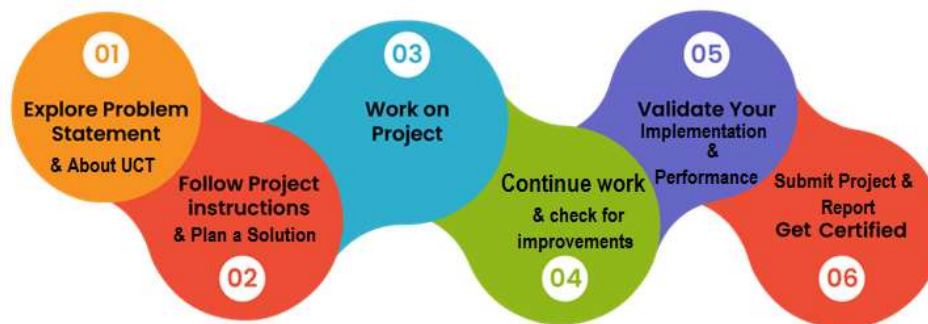 01
Explore Problem
Statement
& About UCT
Follow Project
instructions
& Plan a Solution
02
03
Work on
Project
Continue work
& check for
improvements
04
05
Validate Your
Implementation
&
Performance
Submit Project &
Report
Get Certified
06